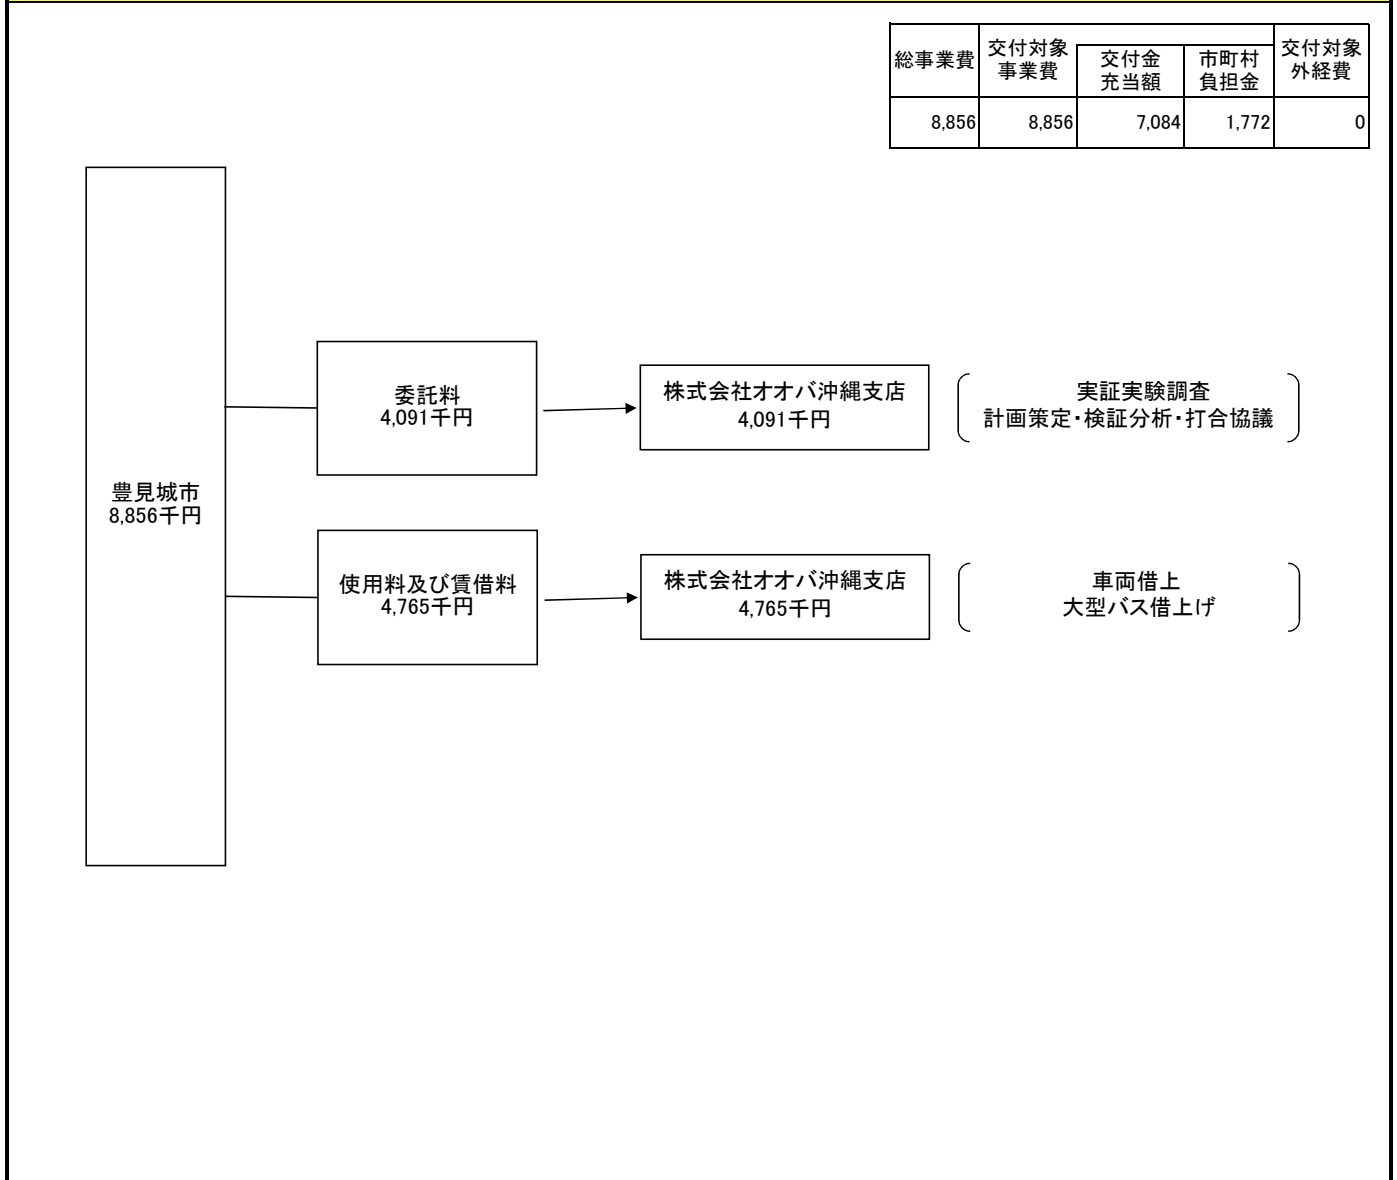 総事業費
交付対象
事業費
交付金
充当額
市町村
負担金
交付対象
外経費
8,856
8,856
7,084
1,772
0
豊見城市
8,856千円
委託料
4,091千円
株式会社オオバ沖縄支店
4,091千円
実証実験調査
計画策定・検証分析・打合協議
使用料及び賃借料
4,765千円
株式会社オオバ沖縄支店
4,765千円
車両借上
大型バス借上げ